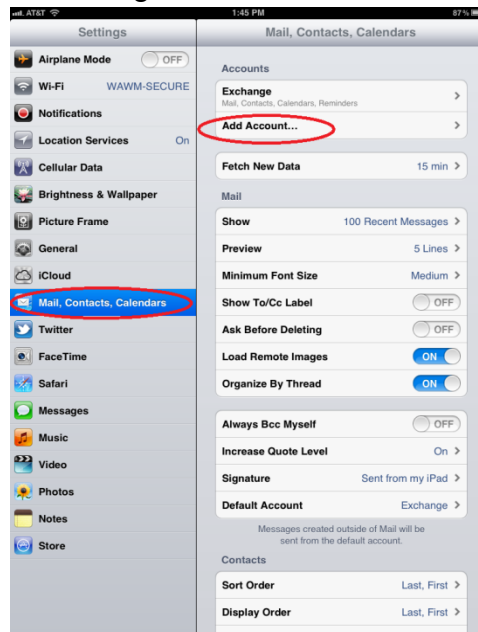 AT&T
1:45 PM
87%
Settings
Airplane Mode OFF
Wi-Fi WAWM-SECURE
Notifications
Location Services On
Cellular Data
Brightness & Wallpaper
Picture Frame
General
iCloud
Mail, Contacts, Calendars
Twitter
FaceTime
Safari
Messages
Music
Video
Photos
Notes
Store
Mail, Contacts, Calendars
Accounts
Exchange
Mail, Contacts, Calendars, Reminders
Add Account...
Fetch New Data 15 min
Mail
Show 100 Recent Messages
Preview 5 Lines
Minimum Font Size Medium
Show To/Cc Label OFF
Ask Before Deleting OFF
Load Remote Images ON
Organize By Thread ON
Always Bcc Myself OFF
Increase Quote Level On
Signature Sent from my iPad
Default Account Exchange
Messages created outside of Mail will be
sent from the default account.
Contacts
Sort Order Last, First
Display Order Last, First